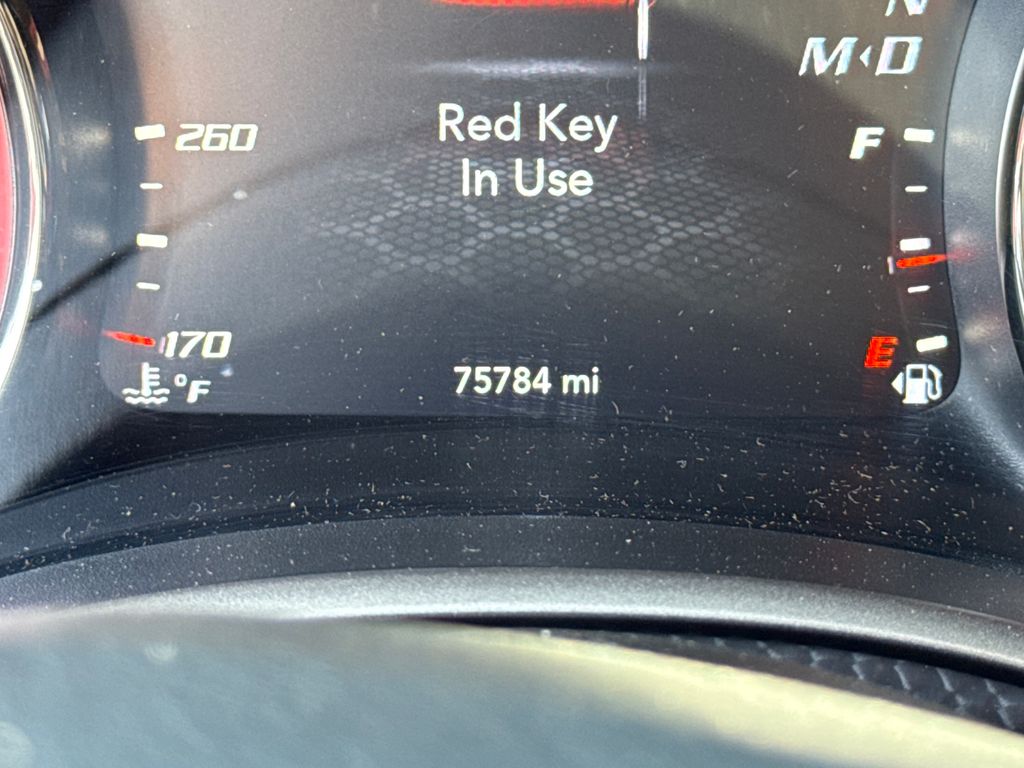 N
M◂D
260
Red Key
In Use
F
170
E
°F
75784 mi